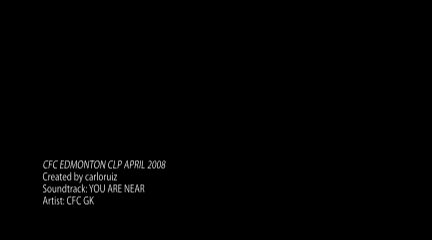 CFC EDMONTON CLP APRIL 2008
Created by carloruiz
Soundtrack: YOU ARE NEAR
Artist: CFC GK